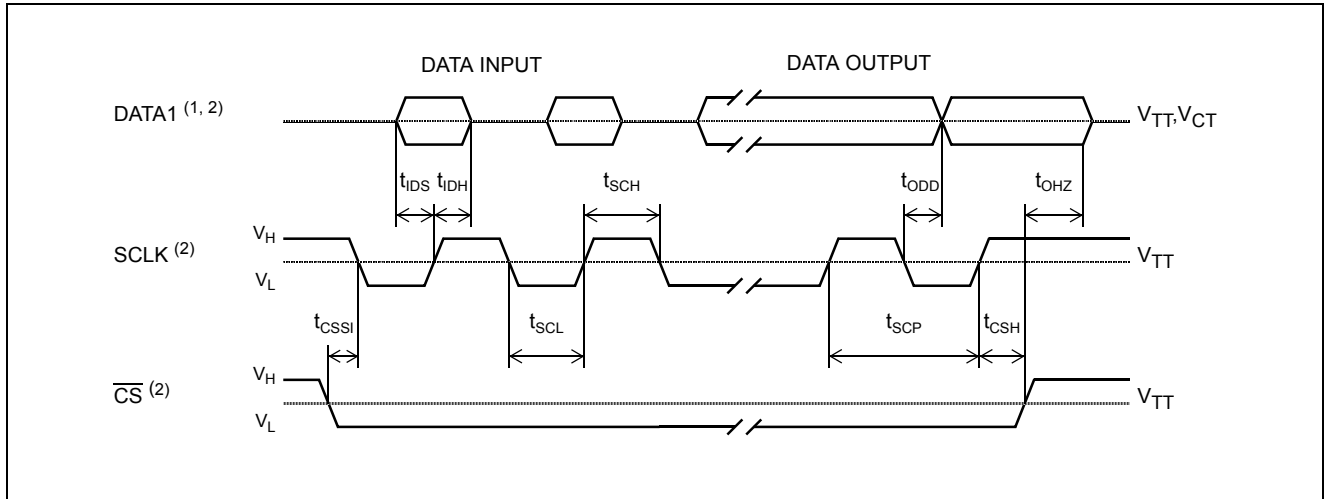 DATA INPUT DATA OUTPUT
DATA1 (1, 2) VTT,VCT
tIDS tIDH tSCH tODD tOHZ
VH
SCLK (2) VTT
VL
tCSSI tSCL tSCP tCSH
VH
CS (2) VTT
VL